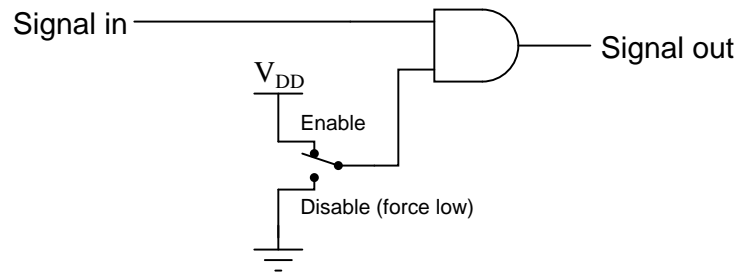 Signal in
Signal out
VDD
Enable
Disable (force low)